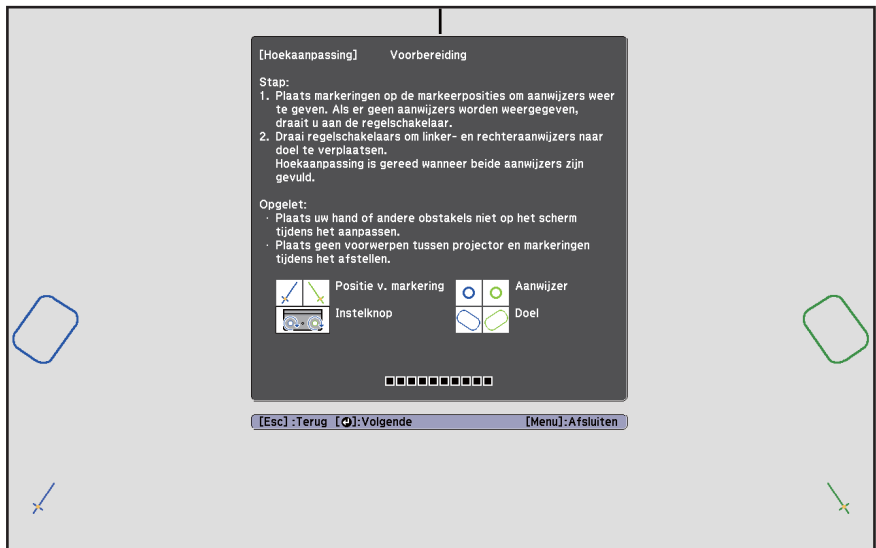 [Hoekaanpassing] Voorbereiding
Stap:
1. Plaats markeringen op de markeerposities om aanwijzers weer
te geven. Als er geen aanwijzers worden weergegeven,
draait u aan de regelschakelaar.
2. Draai regelschakelaars om linker- en rechteraanwijzers naar
doel te verplaatsen.
Hoekaanpassing is gereed wanneer beide aanwijzers zijn
gevuld.
Opgelet:
· Plaats uw hand of andere obstakels niet op het scherm
tijdens het aanpassen.
· Plaats geen voorwerpen tussen projector en markeringen
tijdens het afstellen.
Positie v. markering
Aanwijzer
Instelknop
Doel
[Esc] :Terug [⏎]:Volgende [Menu]:Afsluiten